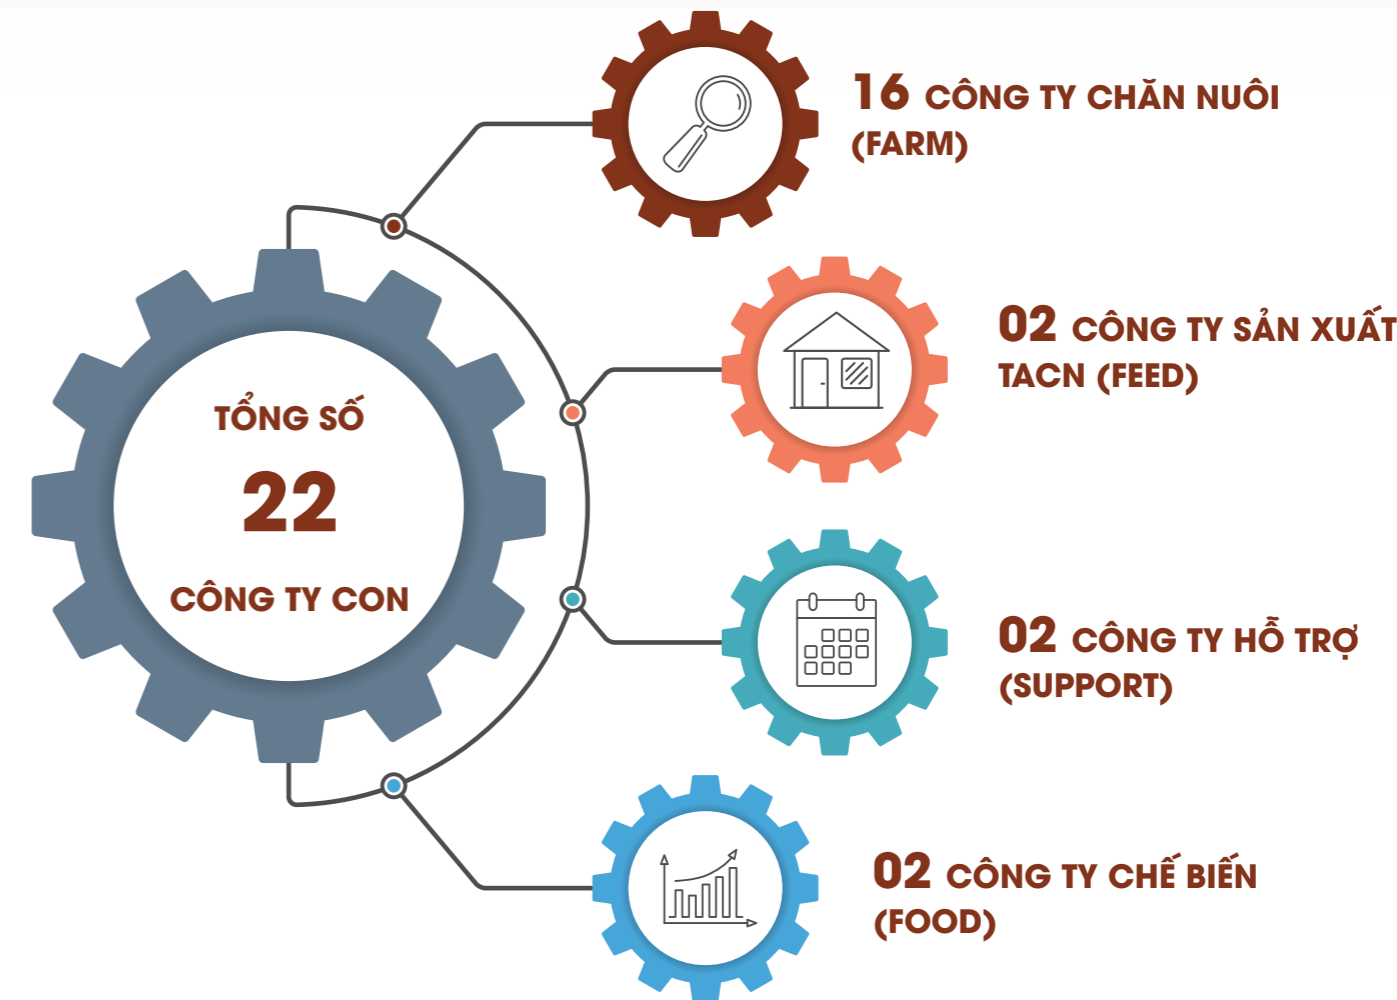 16 CÔNG TY CHĂN NUÔI
(FARM)
02 CÔNG TY SẢN XUẤT
TACN (FEED)
TỔNG SỐ
22
CÔNG TY CON
02 CÔNG TY HỖ TRỢ
(SUPPORT)
02 CÔNG TY CHẾ BIẾN
(FOOD)